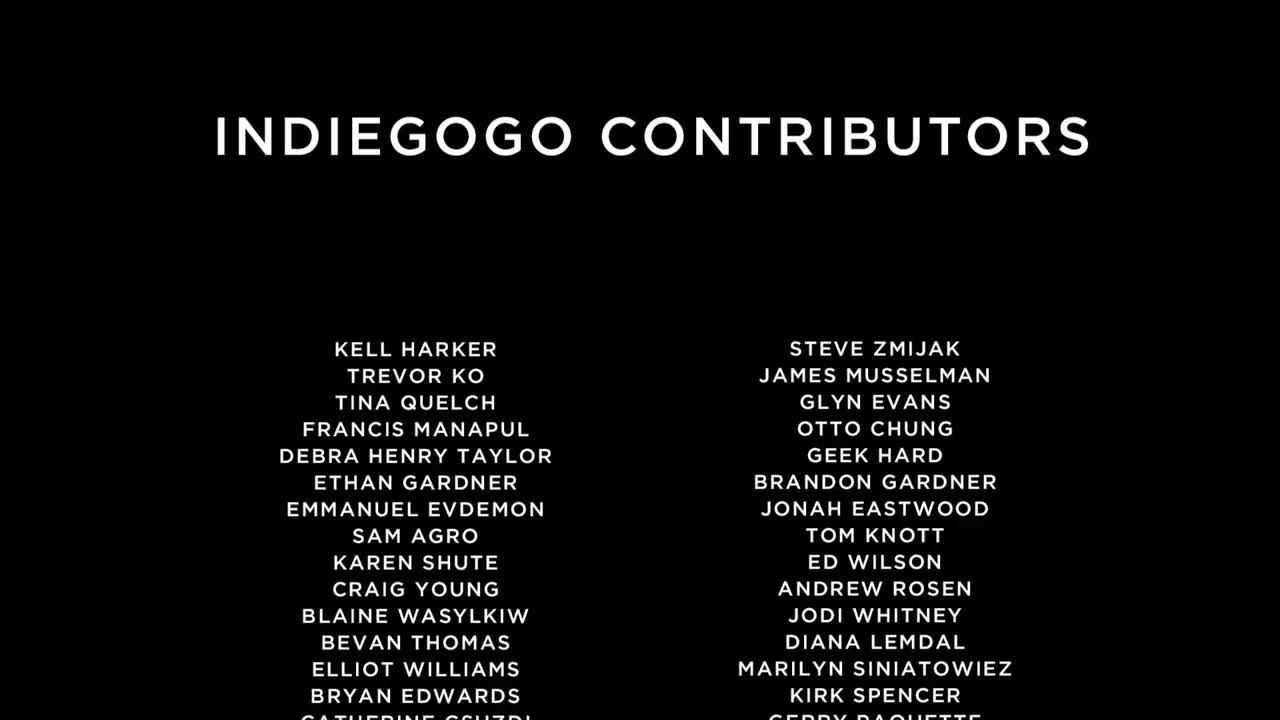 INDIEGOGO CONTRIBUTORS
KELL HARKER
TREVOR KO
TINA QUELCH
FRANCIS MANAPUL
DEBRA HENRY TAYLOR
ETHAN GARDNER
EMMANUEL EVDEMON
SAM AGRO
KAREN SHUTE
CRAIG YOUNG
BLAINE WASYLKIW
BEVAN THOMAS
ELLIOT WILLIAMS
BRYAN EDWARDS
CATHERINE
STEVE ZMIJAK
JAMES MUSSELMAN
GLYN EVANS
OTTO CHUNG
GEEK HARD
BRANDON GARDNER
JONAH EASTWOOD
TOM KNOTT
ED WILSON
ANDREW ROSEN
JODI WHITNEY
DIANA LEMDAL
MARILYN SINIATOWIEZ
KIRK SPENCER
GERRY PAQUETTE